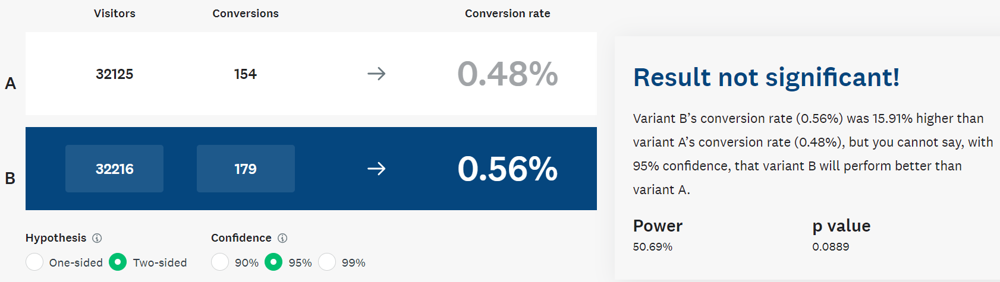 Visitors Conversions Conversion rate
A 32125 154 → 0.48%
B 32216 179 → 0.56%
Hypothesis Confidence
One-sided Two-sided 90% 95% 99%
Result not significant!
Variant B’s conversion rate (0.56%) was 15.91% higher than
variant A’s conversion rate (0.48%), but you cannot say, with
95% confidence, that variant B will perform better than
variant A.
Power p value
50.69% 0.0889